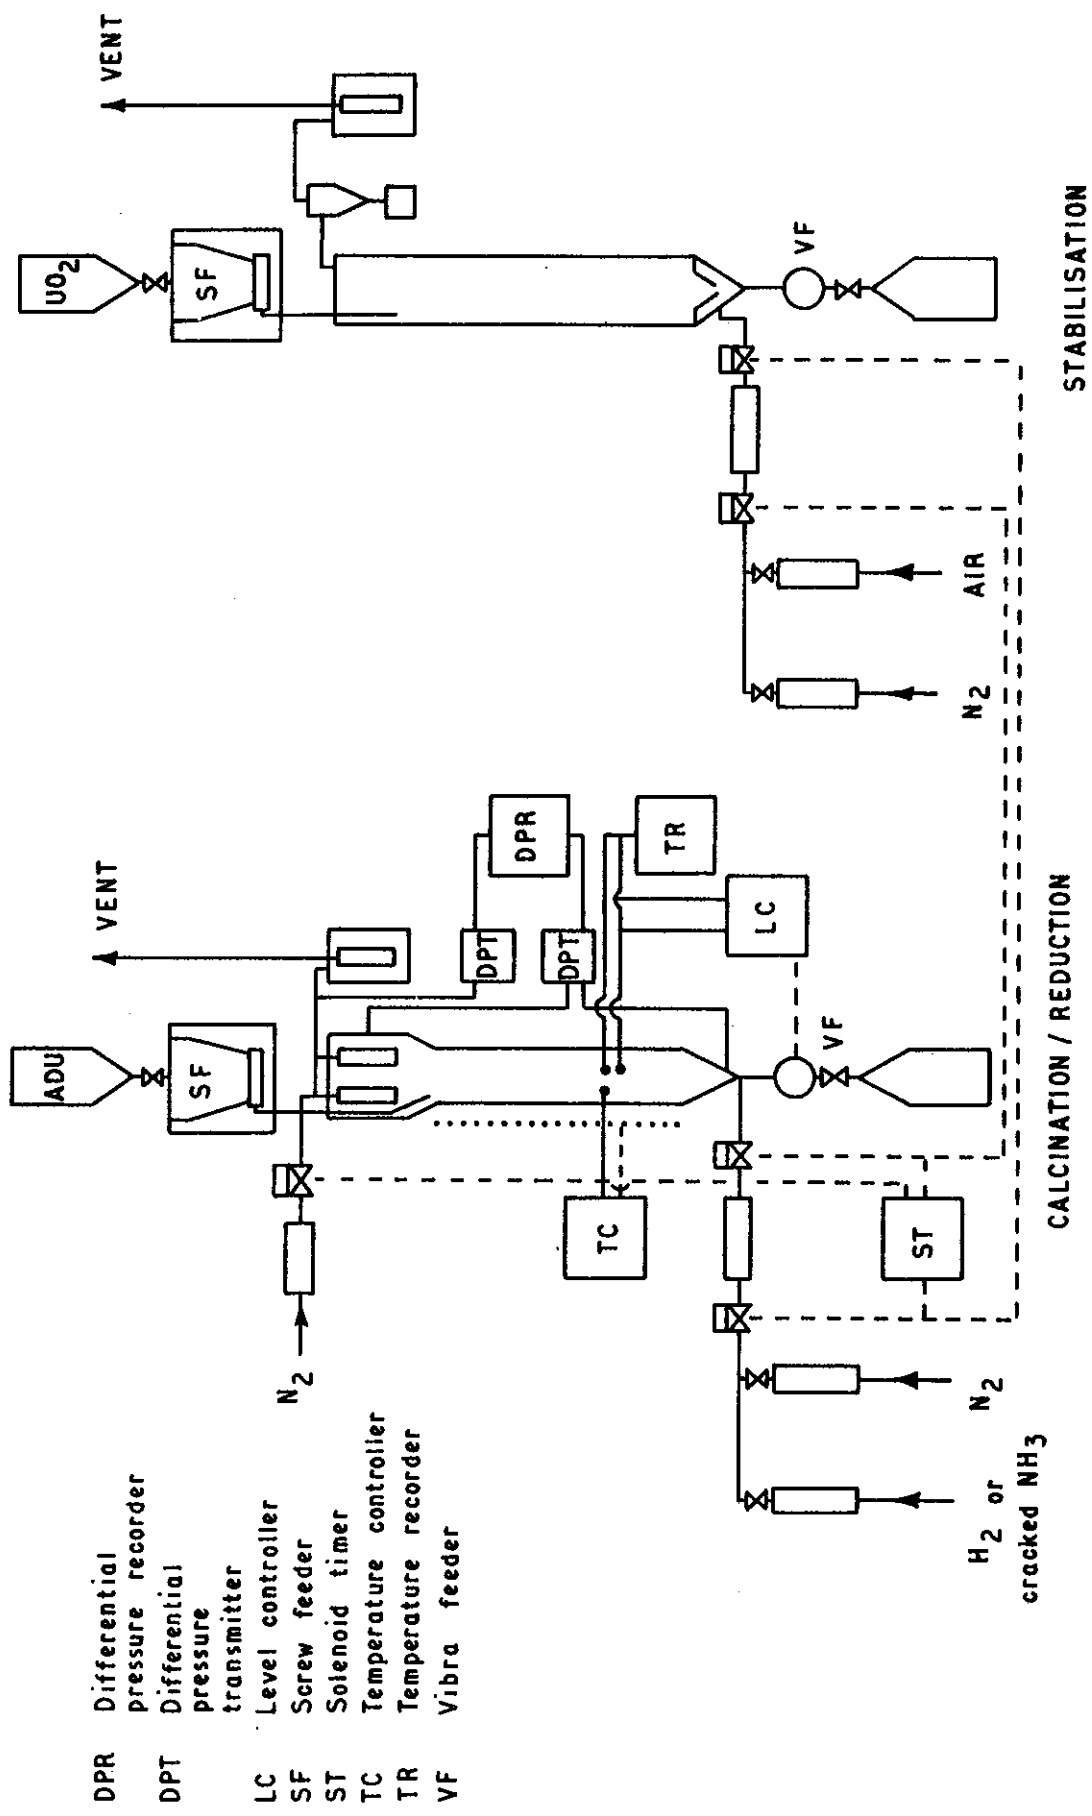 DPR Differential
pressure recorder
DPT Differential
pressure
transmitter
LC Level controller
SF Screw feeder
ST Solenoid timer
TC Temperature controller
TR Temperature recorder
VF Vibra feeder
ADU
SF
VENT
N2
DPT
DPR
DPT
TC
TR
LC
VF
ST
N2
H2 or
cracked NH3
CALCINATION / REDUCTION
UO2
SF
VENT
VF
AIR
N2
STABILISATION